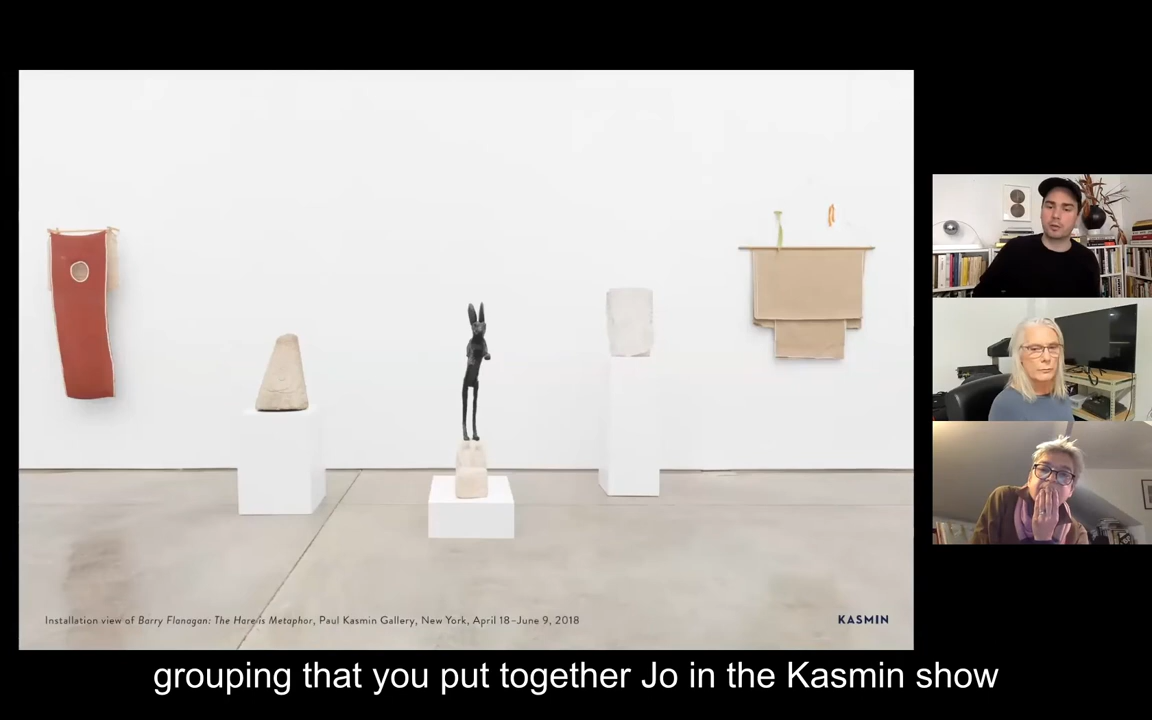 Installation view of Barry Flanagan: The Hare is Metaphor, Paul Kasmin Gallery, New York, April 18–June 9, 2018
KASMIN
grouping that you put together Jo in the Kasmin show